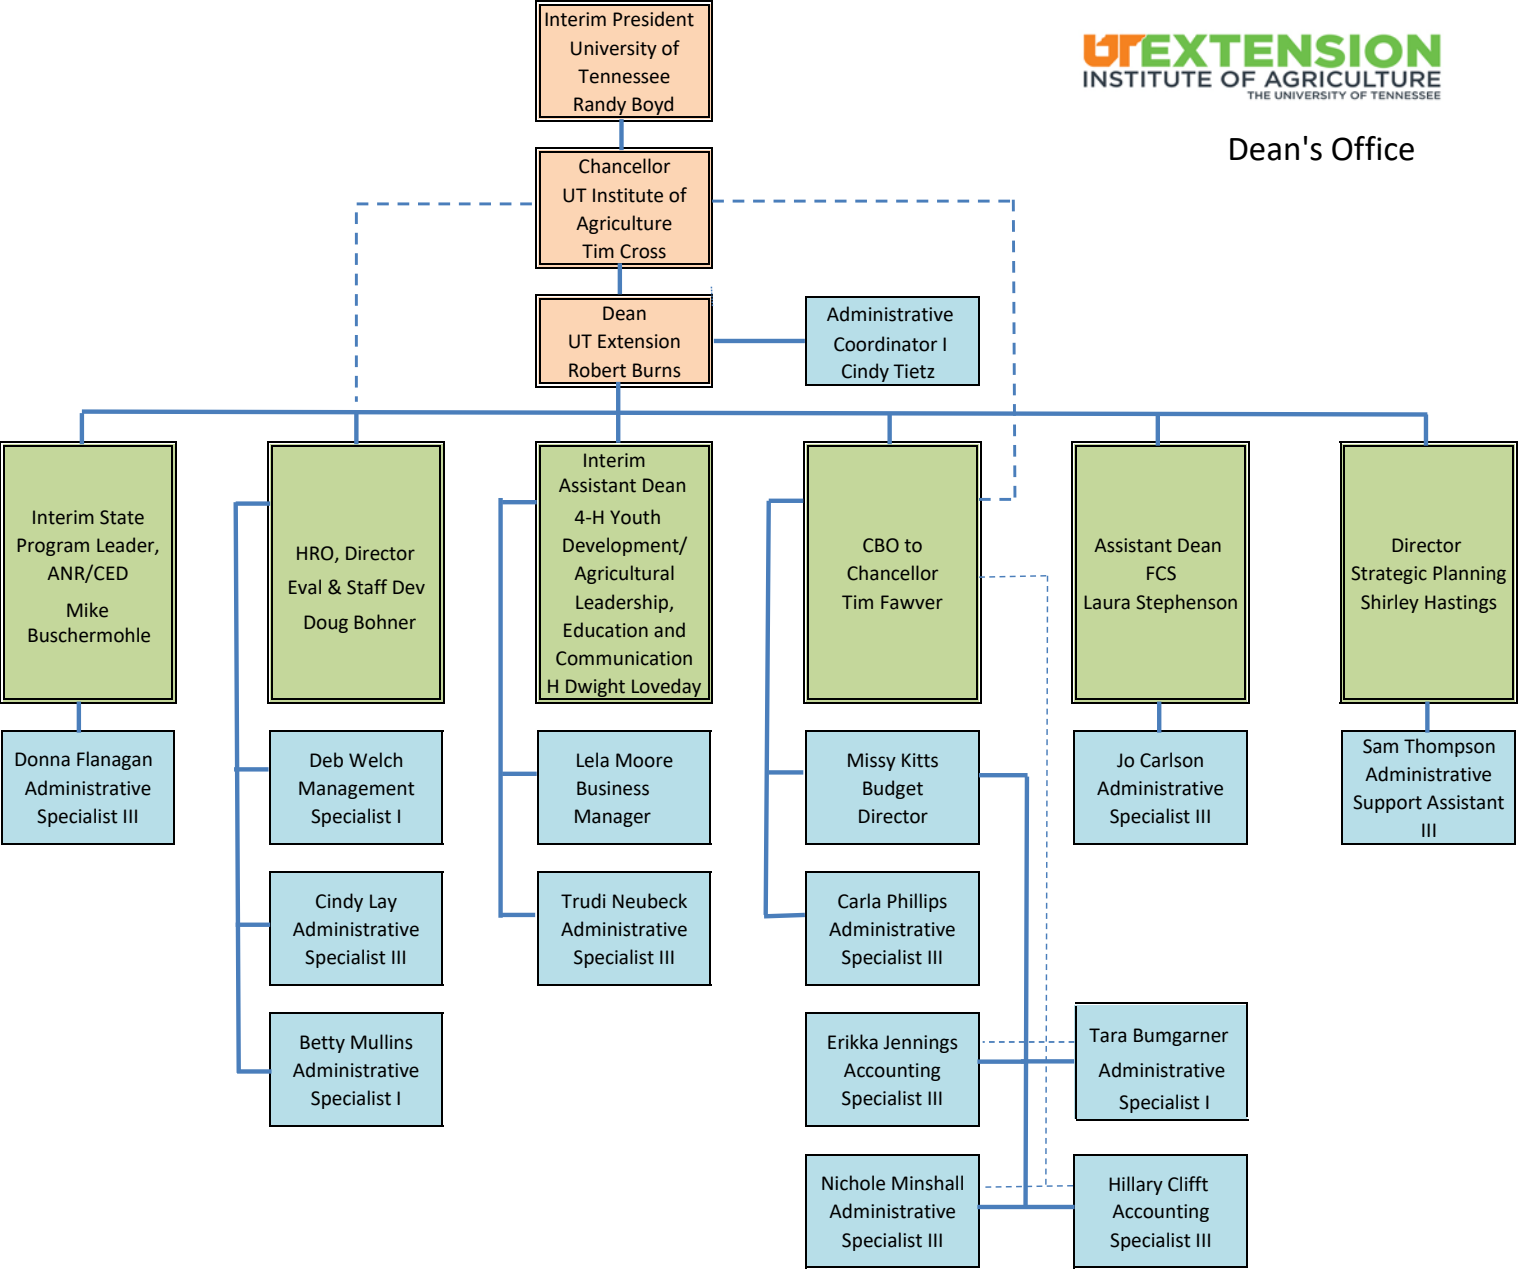 Interim President
University of
Tennessee
Randy Boyd
UTEXTENSION
INSTITUTE OF AGRICULTURE
THE UNIVERSITY OF TENNESSEE
Dean's Office
Chancellor
UT Institute of
Agriculture
Tim Cross
Dean
UT Extension
Robert Burns
Administrative
Coordinator I
Cindy Tietz
Interim State
Program Leader,
ANR/CED
Mike
Buschermohle
HRO, Director
Eval & Staff Dev
Doug Bohner
Interim
Assistant Dean
4-H Youth
Development/
Agricultural
Leadership,
Education and
Communication
H Dwight Loveday
CBO to
Chancellor
Tim Fawver
Assistant Dean
FCS
Laura Stephenson
Director
Strategic Planning
Shirley Hastings
Donna Flanagan
Administrative
Specialist III
Deb Welch
Management
Specialist I
Lela Moore
Business
Manager
Missy Kitts
Budget
Director
Jo Carlson
Administrative
Specialist III
Sam Thompson
Administrative
Support Assistant
III
Cindy Lay
Administrative
Specialist III
Trudi Neubeck
Administrative
Specialist III
Carla Phillips
Administrative
Specialist III
Betty Mullins
Administrative
Specialist I
Erikka Jennings
Accounting
Specialist III
Tara Bumgarner
Administrative
Specialist I
Nichole Minshall
Administrative
Specialist III
Hillary Clifft
Accounting
Specialist III